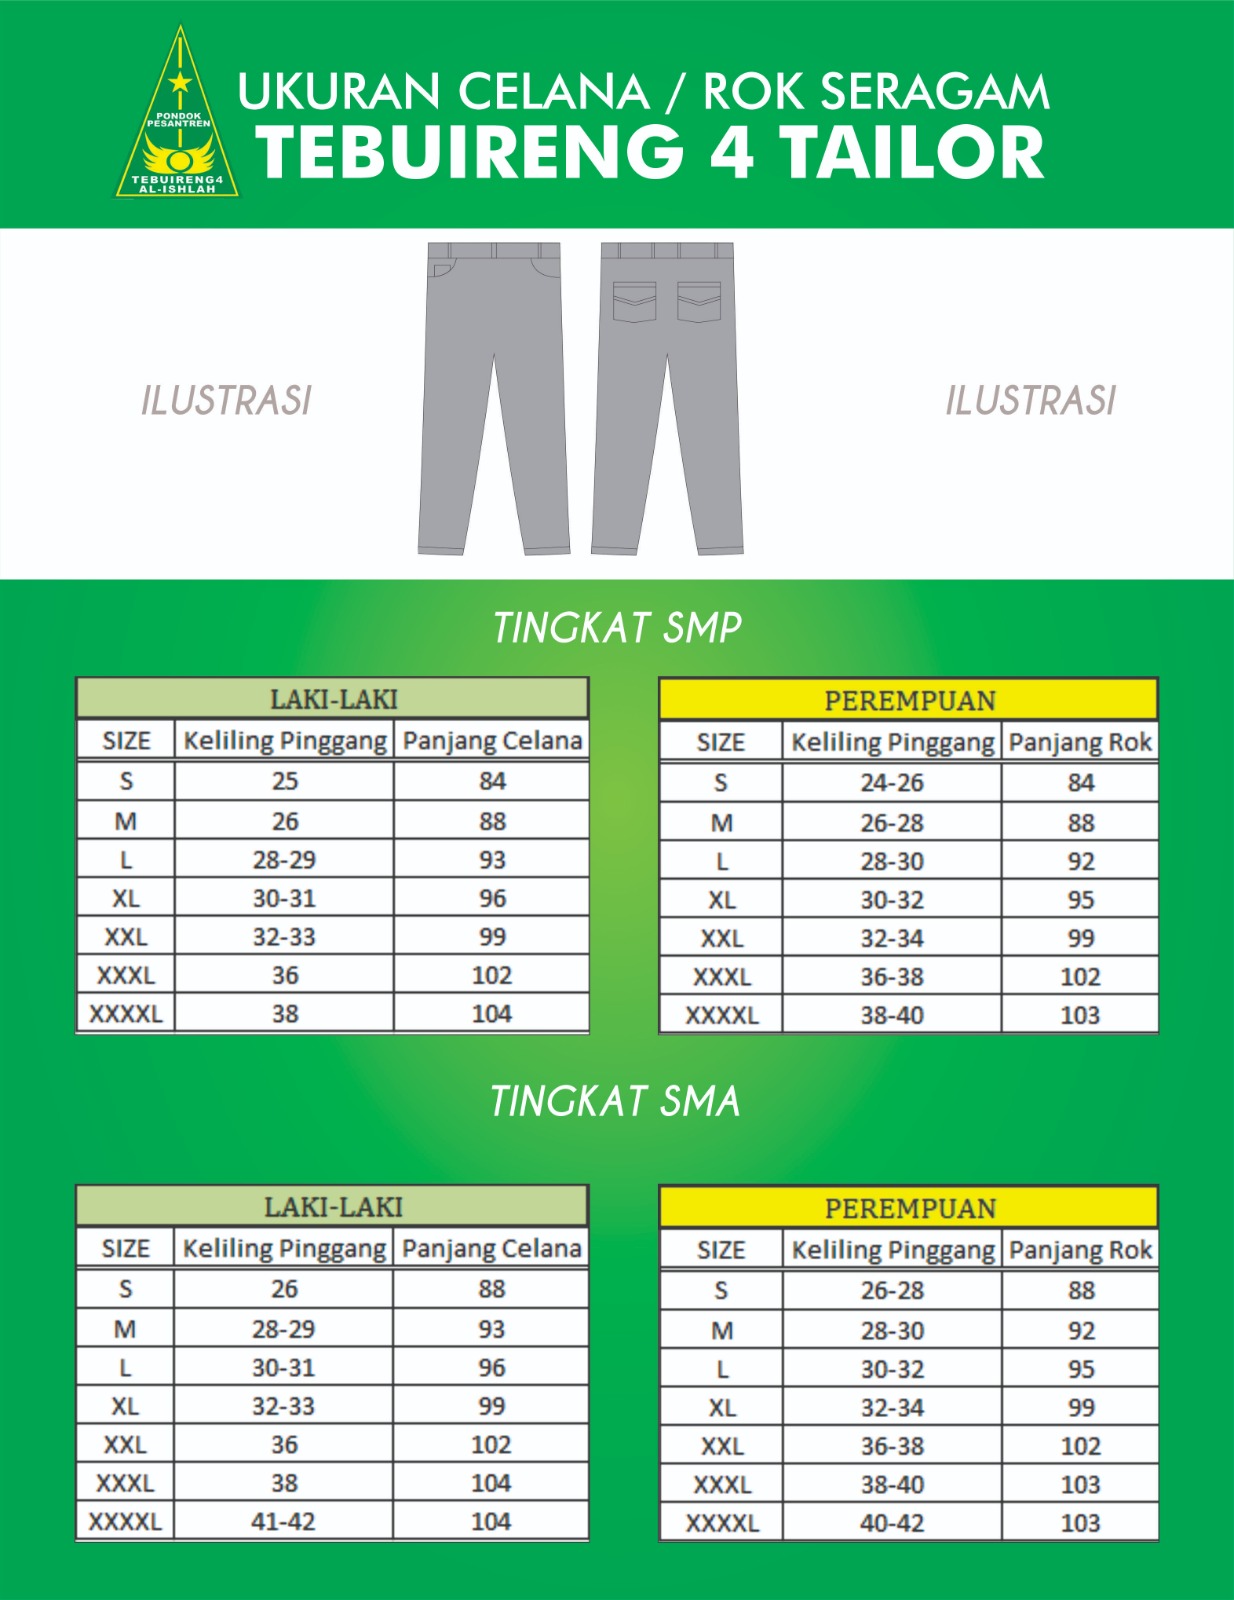 UKURAN CELANA / ROK SERAGAM
TEBUIRENG 4 TAILOR
PONDOK
PESANTREN
TEBUIRENG4
AL-ISHLAH
ILUSTRASI
ILUSTRASI
TINGKAT SMP
LAKI-LAKI
SIZE Keliling Pinggang Panjang Celana
S 25 84
M 26 88
L 28-29 93
XL 30-31 96
XXL 32-33 99
XXXL 36 102
XXXXL 38 104
PEREMPUAN
SIZE Keliling Pinggang Panjang Rok
S 24-26 84
M 26-28 88
L 28-30 92
XL 30-32 95
XXL 32-34 99
XXXL 36-38 102
XXXXL 38-40 103
TINGKAT SMA
LAKI-LAKI
SIZE Keliling Pinggang Panjang Celana
S 26 88
M 28-29 93
L 30-31 96
XL 32-33 99
XXL 36 102
XXXL 38 104
XXXXL 41-42 104
PEREMPUAN
SIZE Keliling Pinggang Panjang Rok
S 26-28 88
M 28-30 92
L 30-32 95
XL 32-34 99
XXL 36-38 102
XXXL 38-40 103
XXXXL 40-42 103